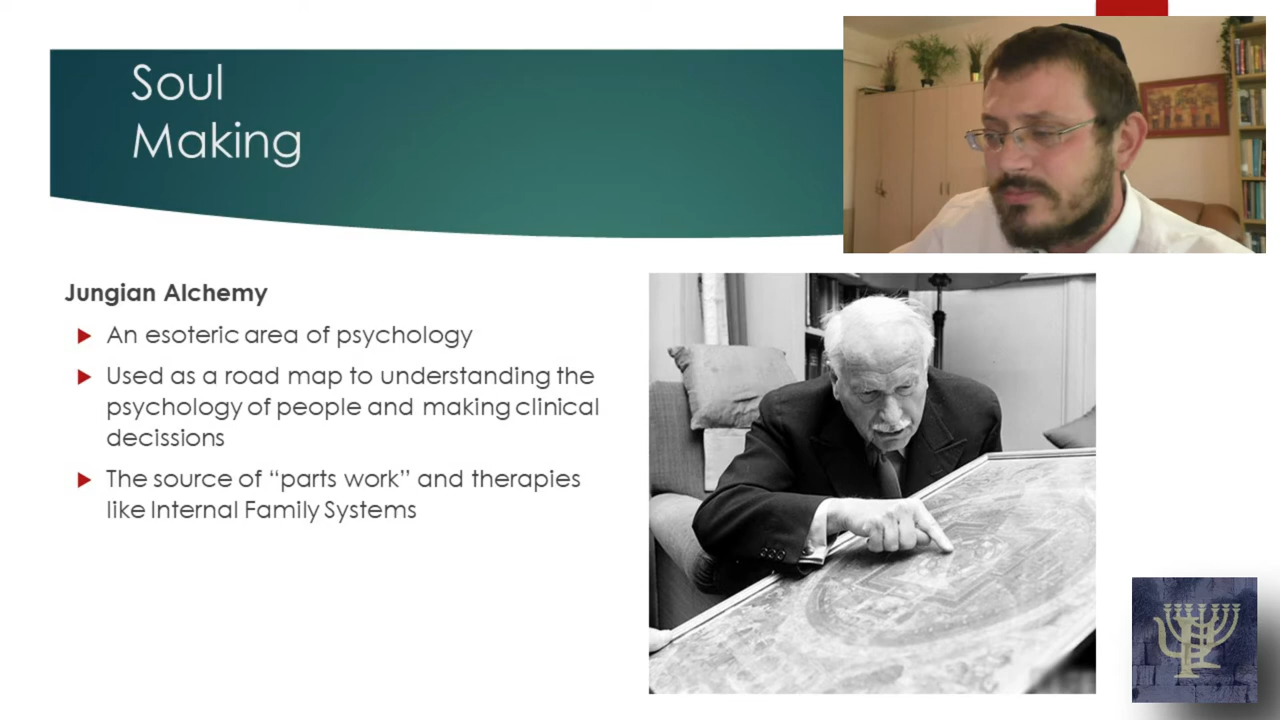 Soul
Making
Jungian Alchemy
An esoteric area of psychology
Used as a road map to understanding the
psychology of people and making clinical
decissions
The source of “parts work” and therapies
like Internal Family Systems